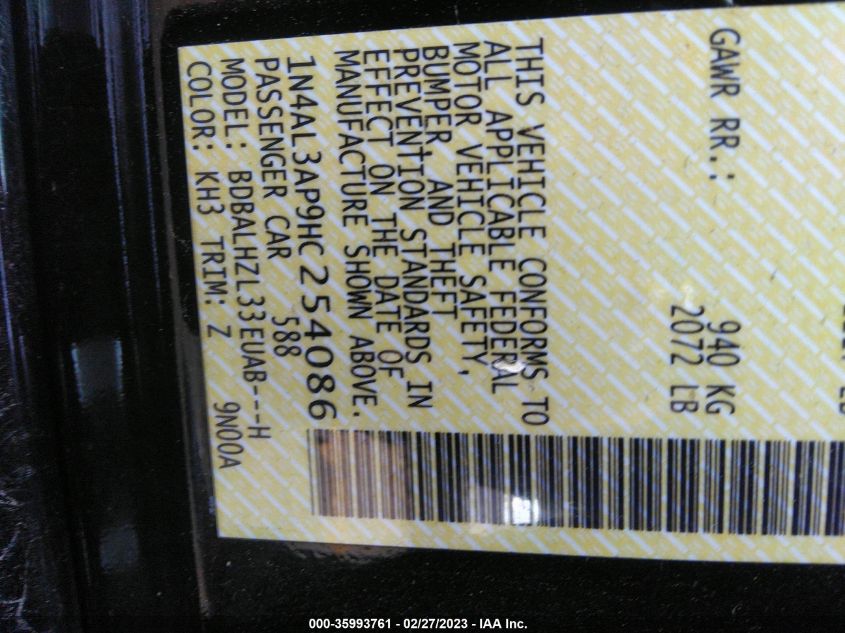 GAWR RR.: 940 KG
2072 LB
THIS VEHICLE CONFORMS TO
ALL APPLICABLE FEDERAL
MOTOR VEHICLE SAFETY,
BUMPER AND THEFT
PREVENTION STANDARDS IN
EFFECT ON THE DATE OF
MANUFACTURE SHOWN ABOVE.
1N4AL3AP9HC254086
PASSENGER CAR 588
MODEL: BDBALHZL33EUAB---H
COLOR: KH3 TRIM: Z 9N00A
000-35993761 - 02/27/2023 - IAA Inc.